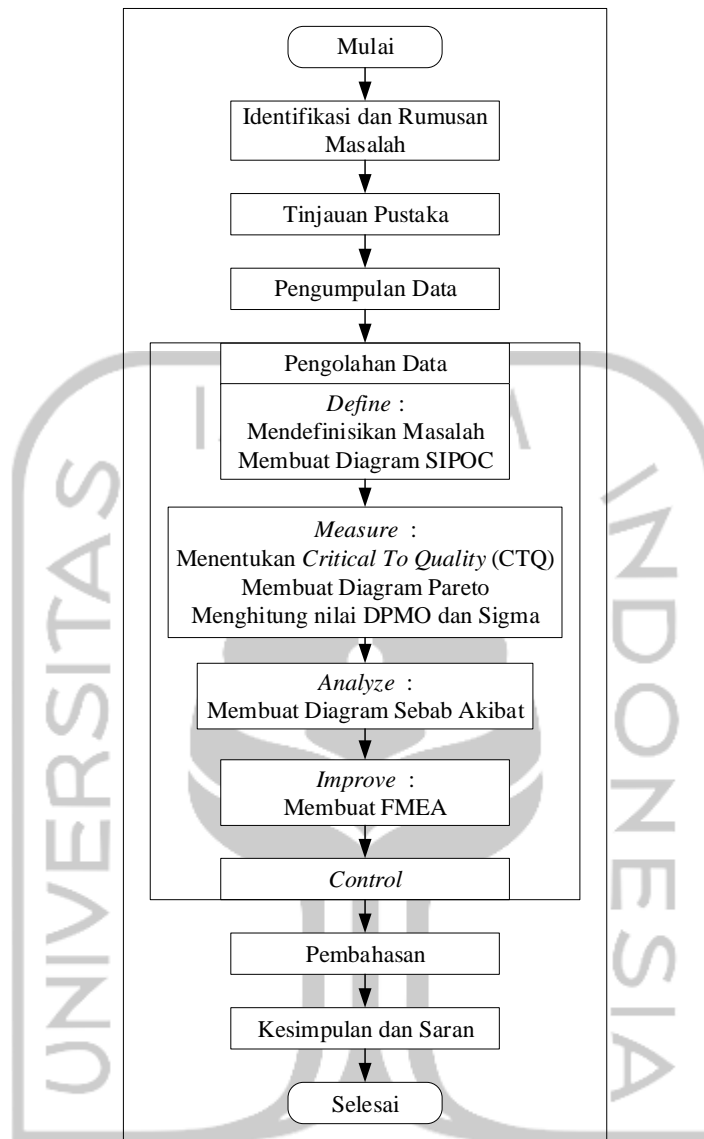 Mulai
Identifikasi dan Rumusan
Masalah
Tinjauan Pustaka
Pengumpulan Data
Pengolahan Data
Define :
Mendefinisikan Masalah
Membuat Diagram SIPOC
Measure :
Menentukan Critical To Quality (CTQ)
Membuat Diagram Pareto
Menghitung nilai DPMO dan Sigma
Analyze :
Membuat Diagram Sebab Akibat
Improve :
Membuat FMEA
Control
Pembahasan
Kesimpulan dan Saran
Selesai
UNIVERSITAS
INDONESIA